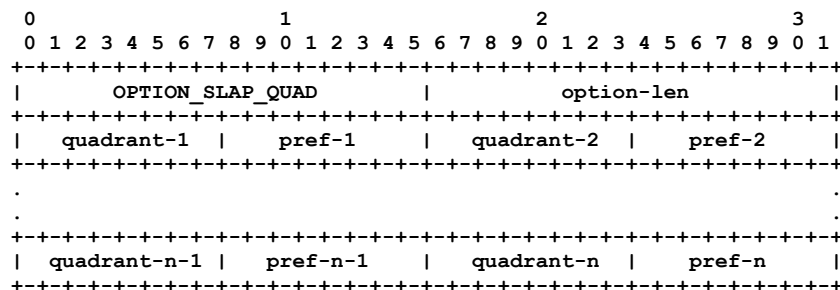 0                   1                   2                   3
 0 1 2 3 4 5 6 7 8 9 0 1 2 3 4 5 6 7 8 9 0 1 2 3 4 5 6 7 8 9 0 1
+-+-+-+-+-+-+-+-+-+-+-+-+-+-+-+-+-+-+-+-+-+-+-+-+-+-+-+-+-+-+-+-+
|       OPTION_SLAP_QUAD        |          option-len           |
+-+-+-+-+-+-+-+-+-+-+-+-+-+-+-+-+-+-+-+-+-+-+-+-+-+-+-+-+-+-+-+-+
|   quadrant-1  |    pref-1     |   quadrant-2  |    pref-2     |
+-+-+-+-+-+-+-+-+-+-+-+-+-+-+-+-+-+-+-+-+-+-+-+-+-+-+-+-+-+-+-+-+
.                                                               .
.                                                               .
+-+-+-+-+-+-+-+-+-+-+-+-+-+-+-+-+-+-+-+-+-+-+-+-+-+-+-+-+-+-+-+-+
|  quadrant-n-1 |   pref-n-1    |   quadrant-n  |    pref-n     |
+-+-+-+-+-+-+-+-+-+-+-+-+-+-+-+-+-+-+-+-+-+-+-+-+-+-+-+-+-+-+-+-+